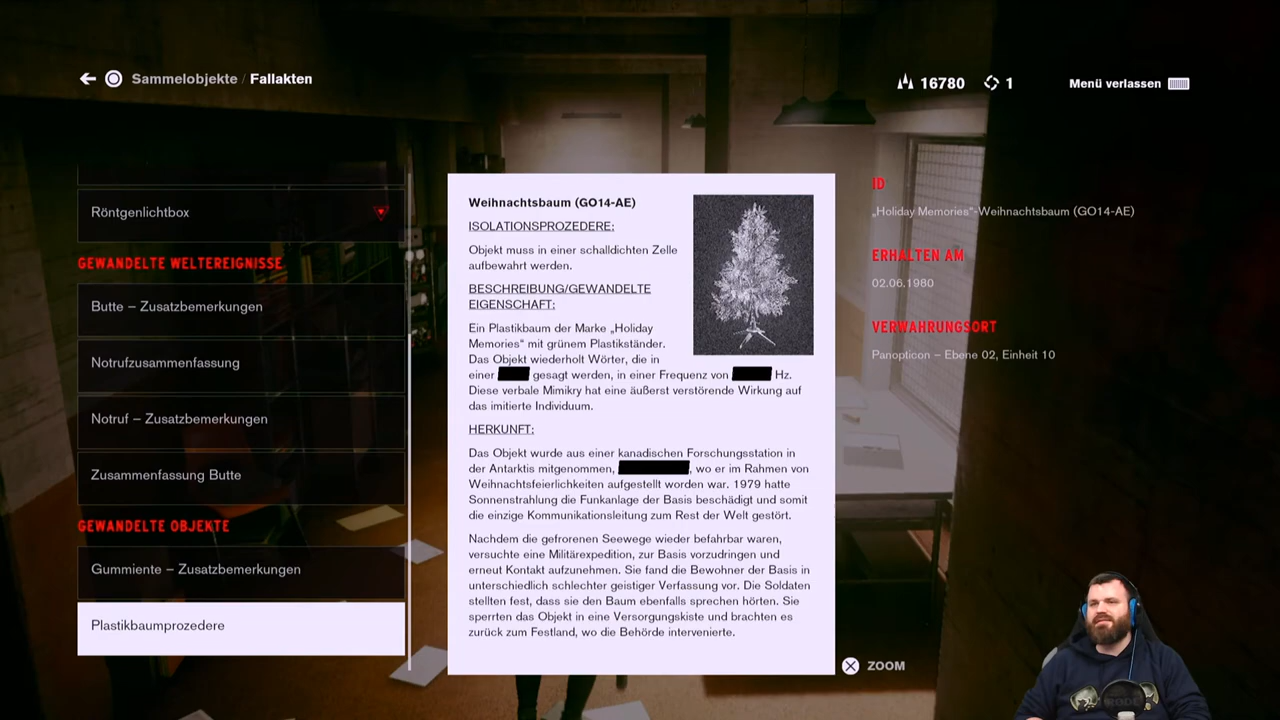 Sammelobjekte / Fallakten
16780
1
Menü verlassen
Röntgenlichtbox
GEWANDELTE WELTEREIGNISSE
Butte – Zusatzbemerkungen
Notrufzusammenfassung
Notruf – Zusatzbemerkungen
Zusammenfassung Butte
GEWANDELTE OBJEKTE
Gummiente – Zusatzbemerkungen
Plastikbaumprozedere
Weihnachtsbaum (GO14-AE)
ISOLATIONSPROZEDERE:
Objekt muss in einer schalldichten Zelle
aufbewahrt werden.
BESCHREIBUNG/GEWANDELTE
EIGENSCHAFT:
Ein Plastikbaum der Marke „Holiday
Memories“ mit grünem Plastikständer.
Das Objekt wiederholt Wörter, die in
einer gesagt werden, in einer Frequenz von Hz.
Diese verbale Mimikry hat eine äußerst verstörende Wirkung auf
das imitierte Individuum.
HERKUNFT:
Das Objekt wurde aus einer kanadischen Forschungsstation in
der Antarktis mitgenommen, , wo er im Rahmen von
Weihnachtsfeierlichkeiten aufgestellt worden war. 1979 hatte
Sonnenstrahlung die Funkanlage der Basis beschädigt und somit
die einzige Kommunikationsleitung zum Rest der Welt gestört.
Nachdem die gefrorenen Seewege wieder befahrbar waren,
versuchte eine Militärexpedition, zur Basis vorzudringen und
erneut Kontakt aufzunehmen. Sie fand die Bewohner der Basis in
unterschiedlich schlechter geistiger Verfassung vor. Die Soldaten
stellten fest, dass sie den Baum ebenfalls sprechen hörten. Sie
sperrten das Objekt in eine Versorgungskiste und brachten es
zurück zum Festland, wo die Behörde intervenierte.
ZOOM
ID
„Holiday Memories“-Weihnachtsbaum (GO14-AE)
ERHALTEN AM
02.06.1980
VERWAHRUNGSORT
Panopticon – Ebene 02, Einheit 10
RØDE